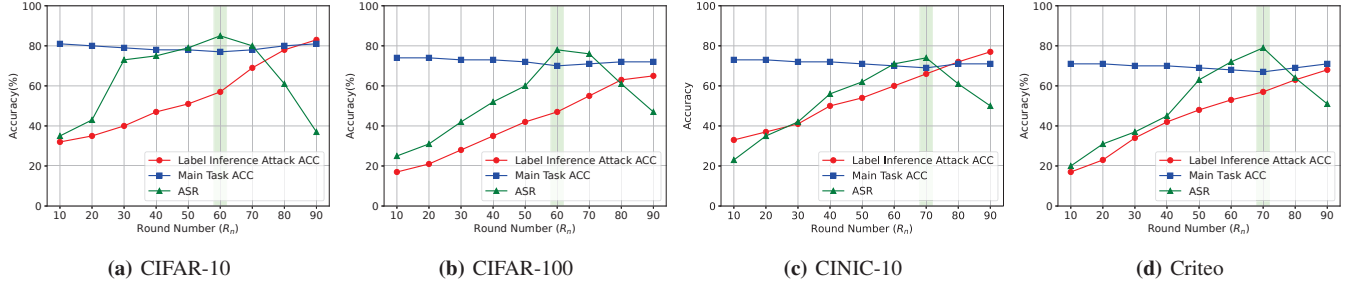 100
80
60
40
20
0
Accuracy(%)
10 20 30 40 50 60 70 80 90
Round Number (Rn)
Label Inference Attack ACC
Main Task ACC
ASR
(a) CIFAR-10
100
80
60
40
20
0
Accuracy(%)
10 20 30 40 50 60 70 80 90
Round Number (Rn)
Label Inference Attack ACC
Main Task ACC
ASR
(b) CIFAR-100
100
80
60
40
20
0
Accuracy
10 20 30 40 50 60 70 80 90
Round Number (Rn)
Label Inference Attack ACC
Main Task ACC
ASR
(c) CINIC-10
100
80
60
40
20
0
Accuracy(%)
10 20 30 40 50 60 70 80 90
Round Number (Rn)
Label Inference Attack ACC
Main Task ACC
ASR
(d) Criteo